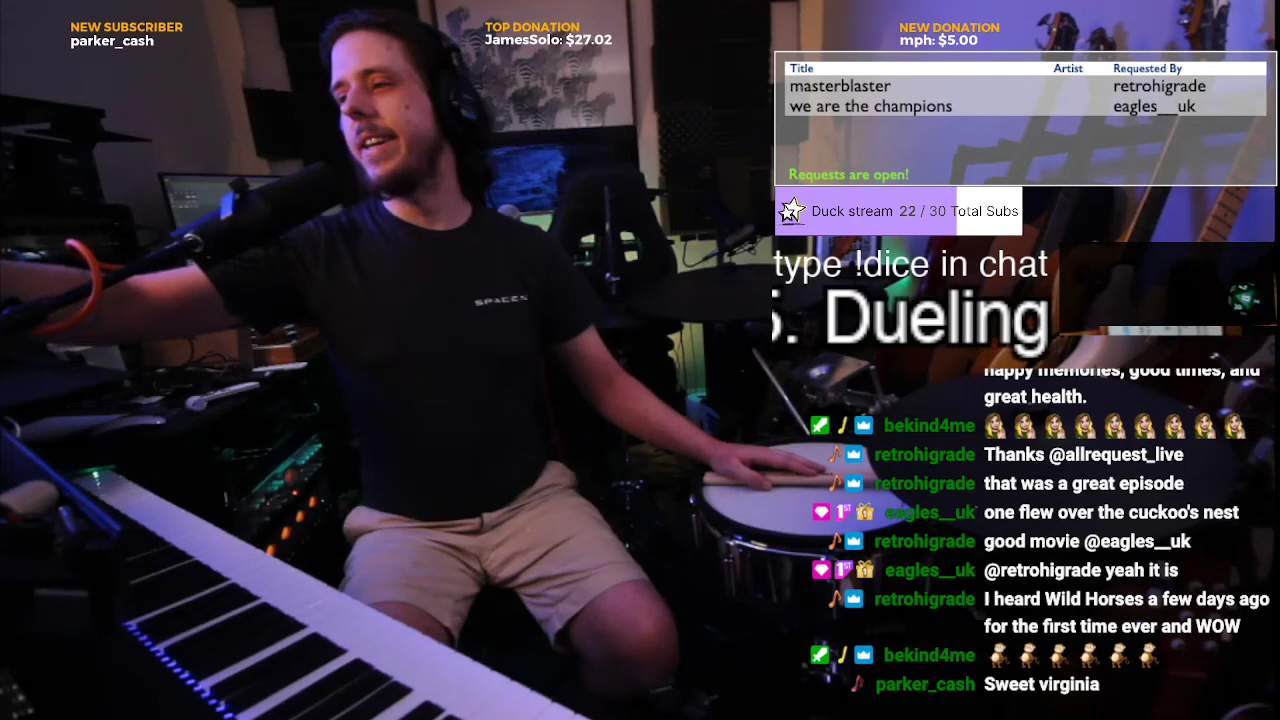 NEW SUBSCRIBER
parker_cash
TOP DONATION
JamesSolo: $27.02
NEW DONATION
mph: $5.00
Title Artist Requested By
masterblaster retrohigrade
we are the champions eagles__uk
Requests are open!
Duck stream 22 / 30 Total Subs
type !dice in chat
. Dueling
SPACES
happy memories, good times, and
great health.
bekind4me
retrohigrade Thanks @allrequest_live
retrohigrade that was a great episode
eagles__uk one flew over the cuckoo's nest
retrohigrade good movie @eagles__uk
eagles__uk @retrohigrade yeah it is
retrohigrade I heard Wild Horses a few days ago
for the first time ever and WOW
bekind4me
parker_cash Sweet virginia